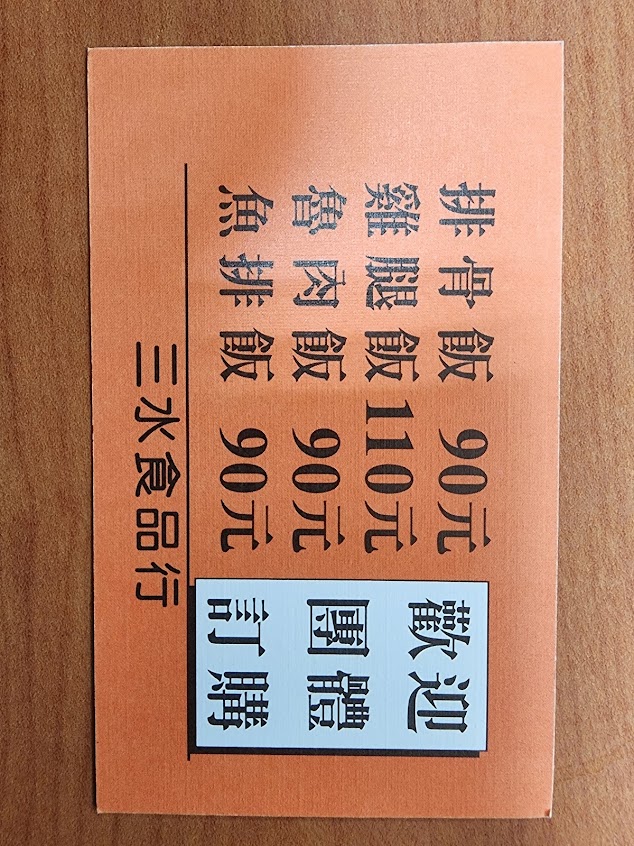 排骨飯 90元
雞腿飯 110元
魯肉飯 90元
魚排飯 90元
歡迎
團體
訂購
三水食品行